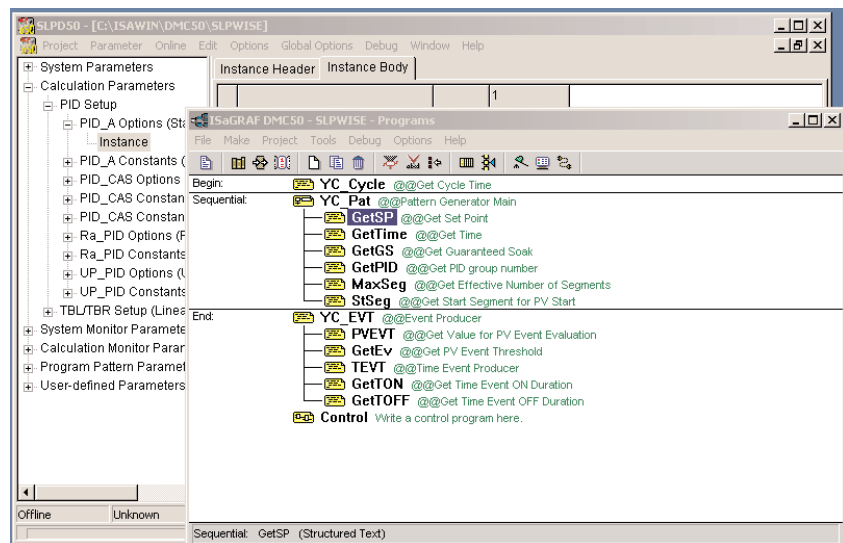 SLPD50 - [C:\ISAWIN\DMC50\SLPWISE]
Project Parameter Online Edit Options Global Options Debug Window Help
System Parameters
Calculation Parameters
PID Setup
PID_A Options (Sta
Instance
PID_A Constants (
PID_CAS Options
PID_CAS Constan
PID_CAS Constan
Ra_PID Options (F
Ra_PID Constants
UP_PID Options (U
UP_PID Constants
TBL/TBR Setup (Linea
System Monitor Paramete
Calculation Monitor Parar
Program Pattern Paramet
User-defined Parameters
Offline Unknown
Instance Header Instance Body
1
ISaGRAF DMC50 - SLPWISE - Programs
File Make Project Tools Debug Options Help
Begin: YC_Cycle @@Get Cycle Time
Sequential: YC_Pat @@Pattern Generator Main
GetSP @@Get Set Point
GetTime @@Get Time
GetGS @@Get Guaranteed Soak
GetPID @@Get PID group number
MaxSeg @@Get Effective Number of Segments
StSeg @@Get Start Segment for PV Start
End: YC_EVT @@Event Producer
PVEVT @@Get Value for PV Event Evaluation
GetEv @@Get PV Event Threshold
TEVT @@Time Event Producer
GetTON @@Get Time Event ON Duration
GetTOFF @@Get Time Event OFF Duration
Control Write a control program here.
Sequential: GetSP (Structured Text)